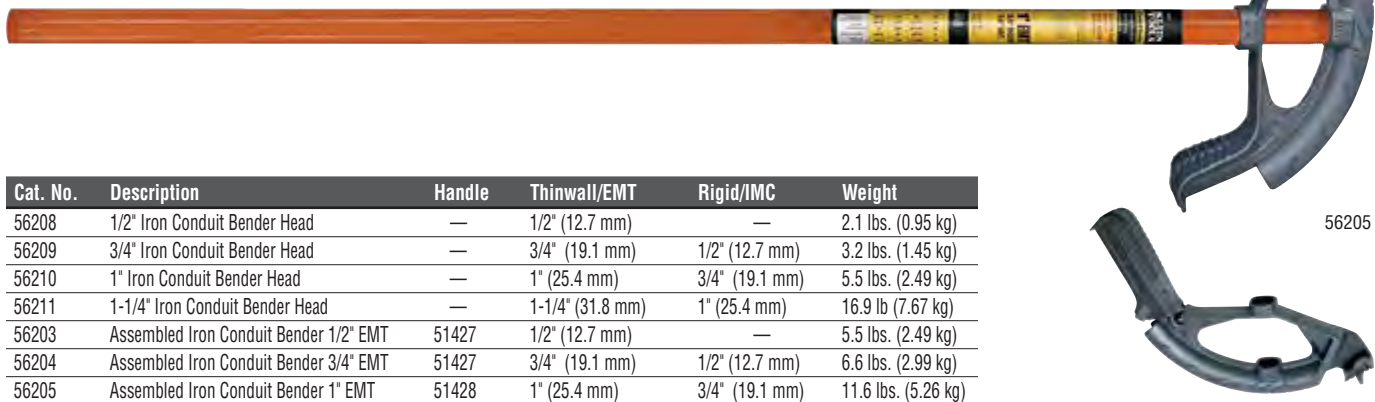 1" EMT
Cat. No. Description Handle Thinwall/EMT Rigid/IMC Weight
56208 1/2" Iron Conduit Bender Head — 1/2" (12.7 mm) — 2.1 lbs. (0.95 kg)
56209 3/4" Iron Conduit Bender Head — 3/4" (19.1 mm) 1/2" (12.7 mm) 3.2 lbs. (1.45 kg)
56210 1" Iron Conduit Bender Head — 1" (25.4 mm) 3/4" (19.1 mm) 5.5 lbs. (2.49 kg)
56211 1-1/4" Iron Conduit Bender Head — 1-1/4" (31.8 mm) 1" (25.4 mm) 16.9 lb (7.67 kg)
56203 Assembled Iron Conduit Bender 1/2" EMT 51427 1/2" (12.7 mm) — 5.5 lbs. (2.49 kg)
56204 Assembled Iron Conduit Bender 3/4" EMT 51427 3/4" (19.1 mm) 1/2" (12.7 mm) 6.6 lbs. (2.99 kg)
56205 Assembled Iron Conduit Bender 1" EMT 51428 1" (25.4 mm) 3/4" (19.1 mm) 11.6 lbs. (5.26 kg)
56205